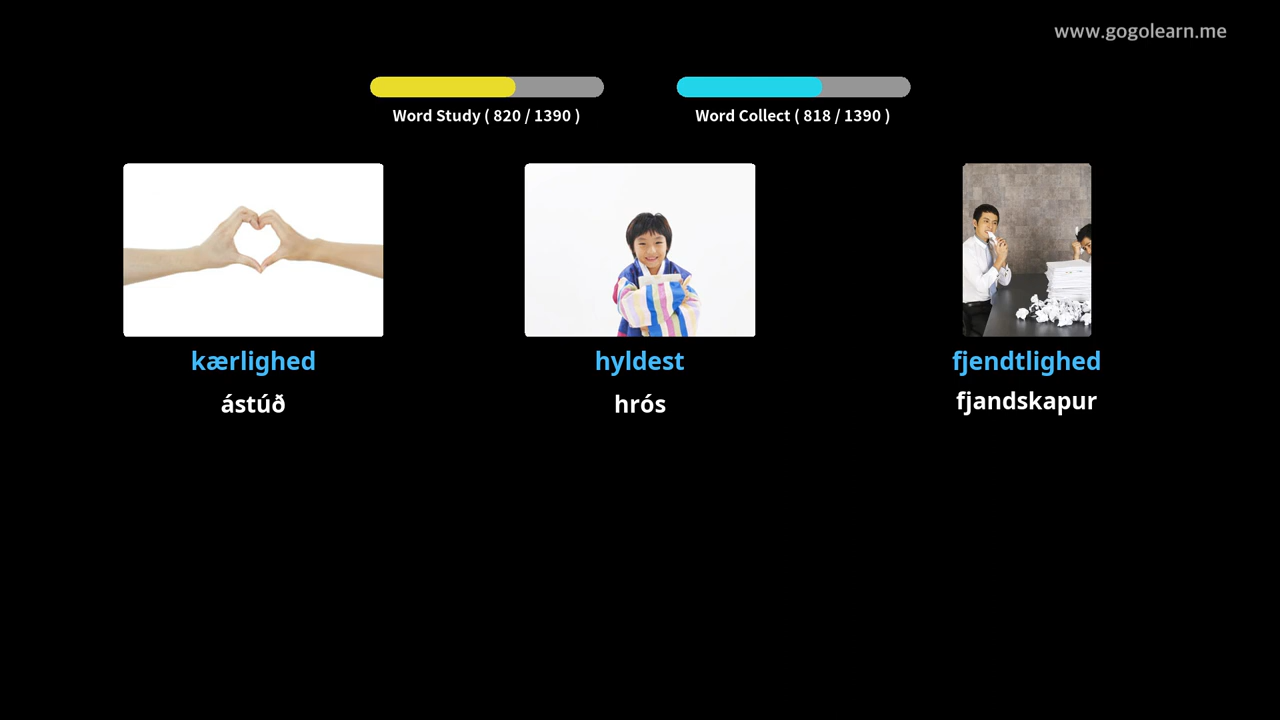 www.gogolearn.me
Word Study ( 820 / 1390 )
Word Collect ( 818 / 1390 )
kærlighed
ástúð
hyldest
hrós
fjendtlighed
fjandskapur